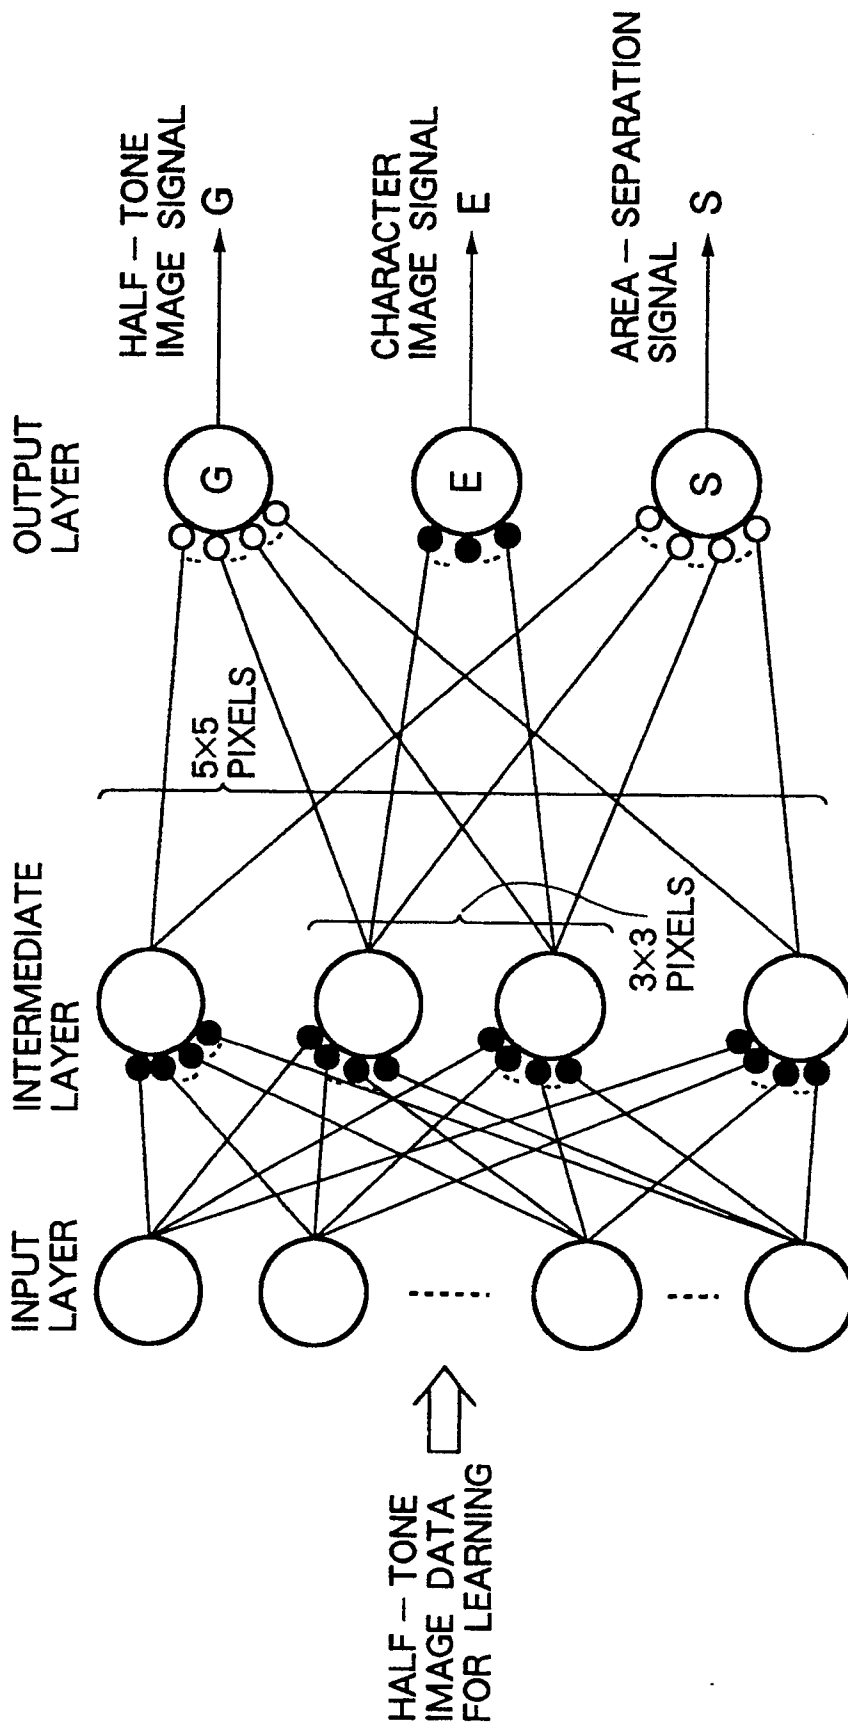 INPUT
LAYER
INTERMEDIATE
LAYER
OUTPUT
LAYER
HALF – TONE
IMAGE DATA
FOR LEARNING
5×5
PIXELS
3×3
PIXELS
G
HALF – TONE
IMAGE SIGNAL
G
E
CHARACTER
IMAGE SIGNAL
E
S
AREA – SEPARATION
SIGNAL
S